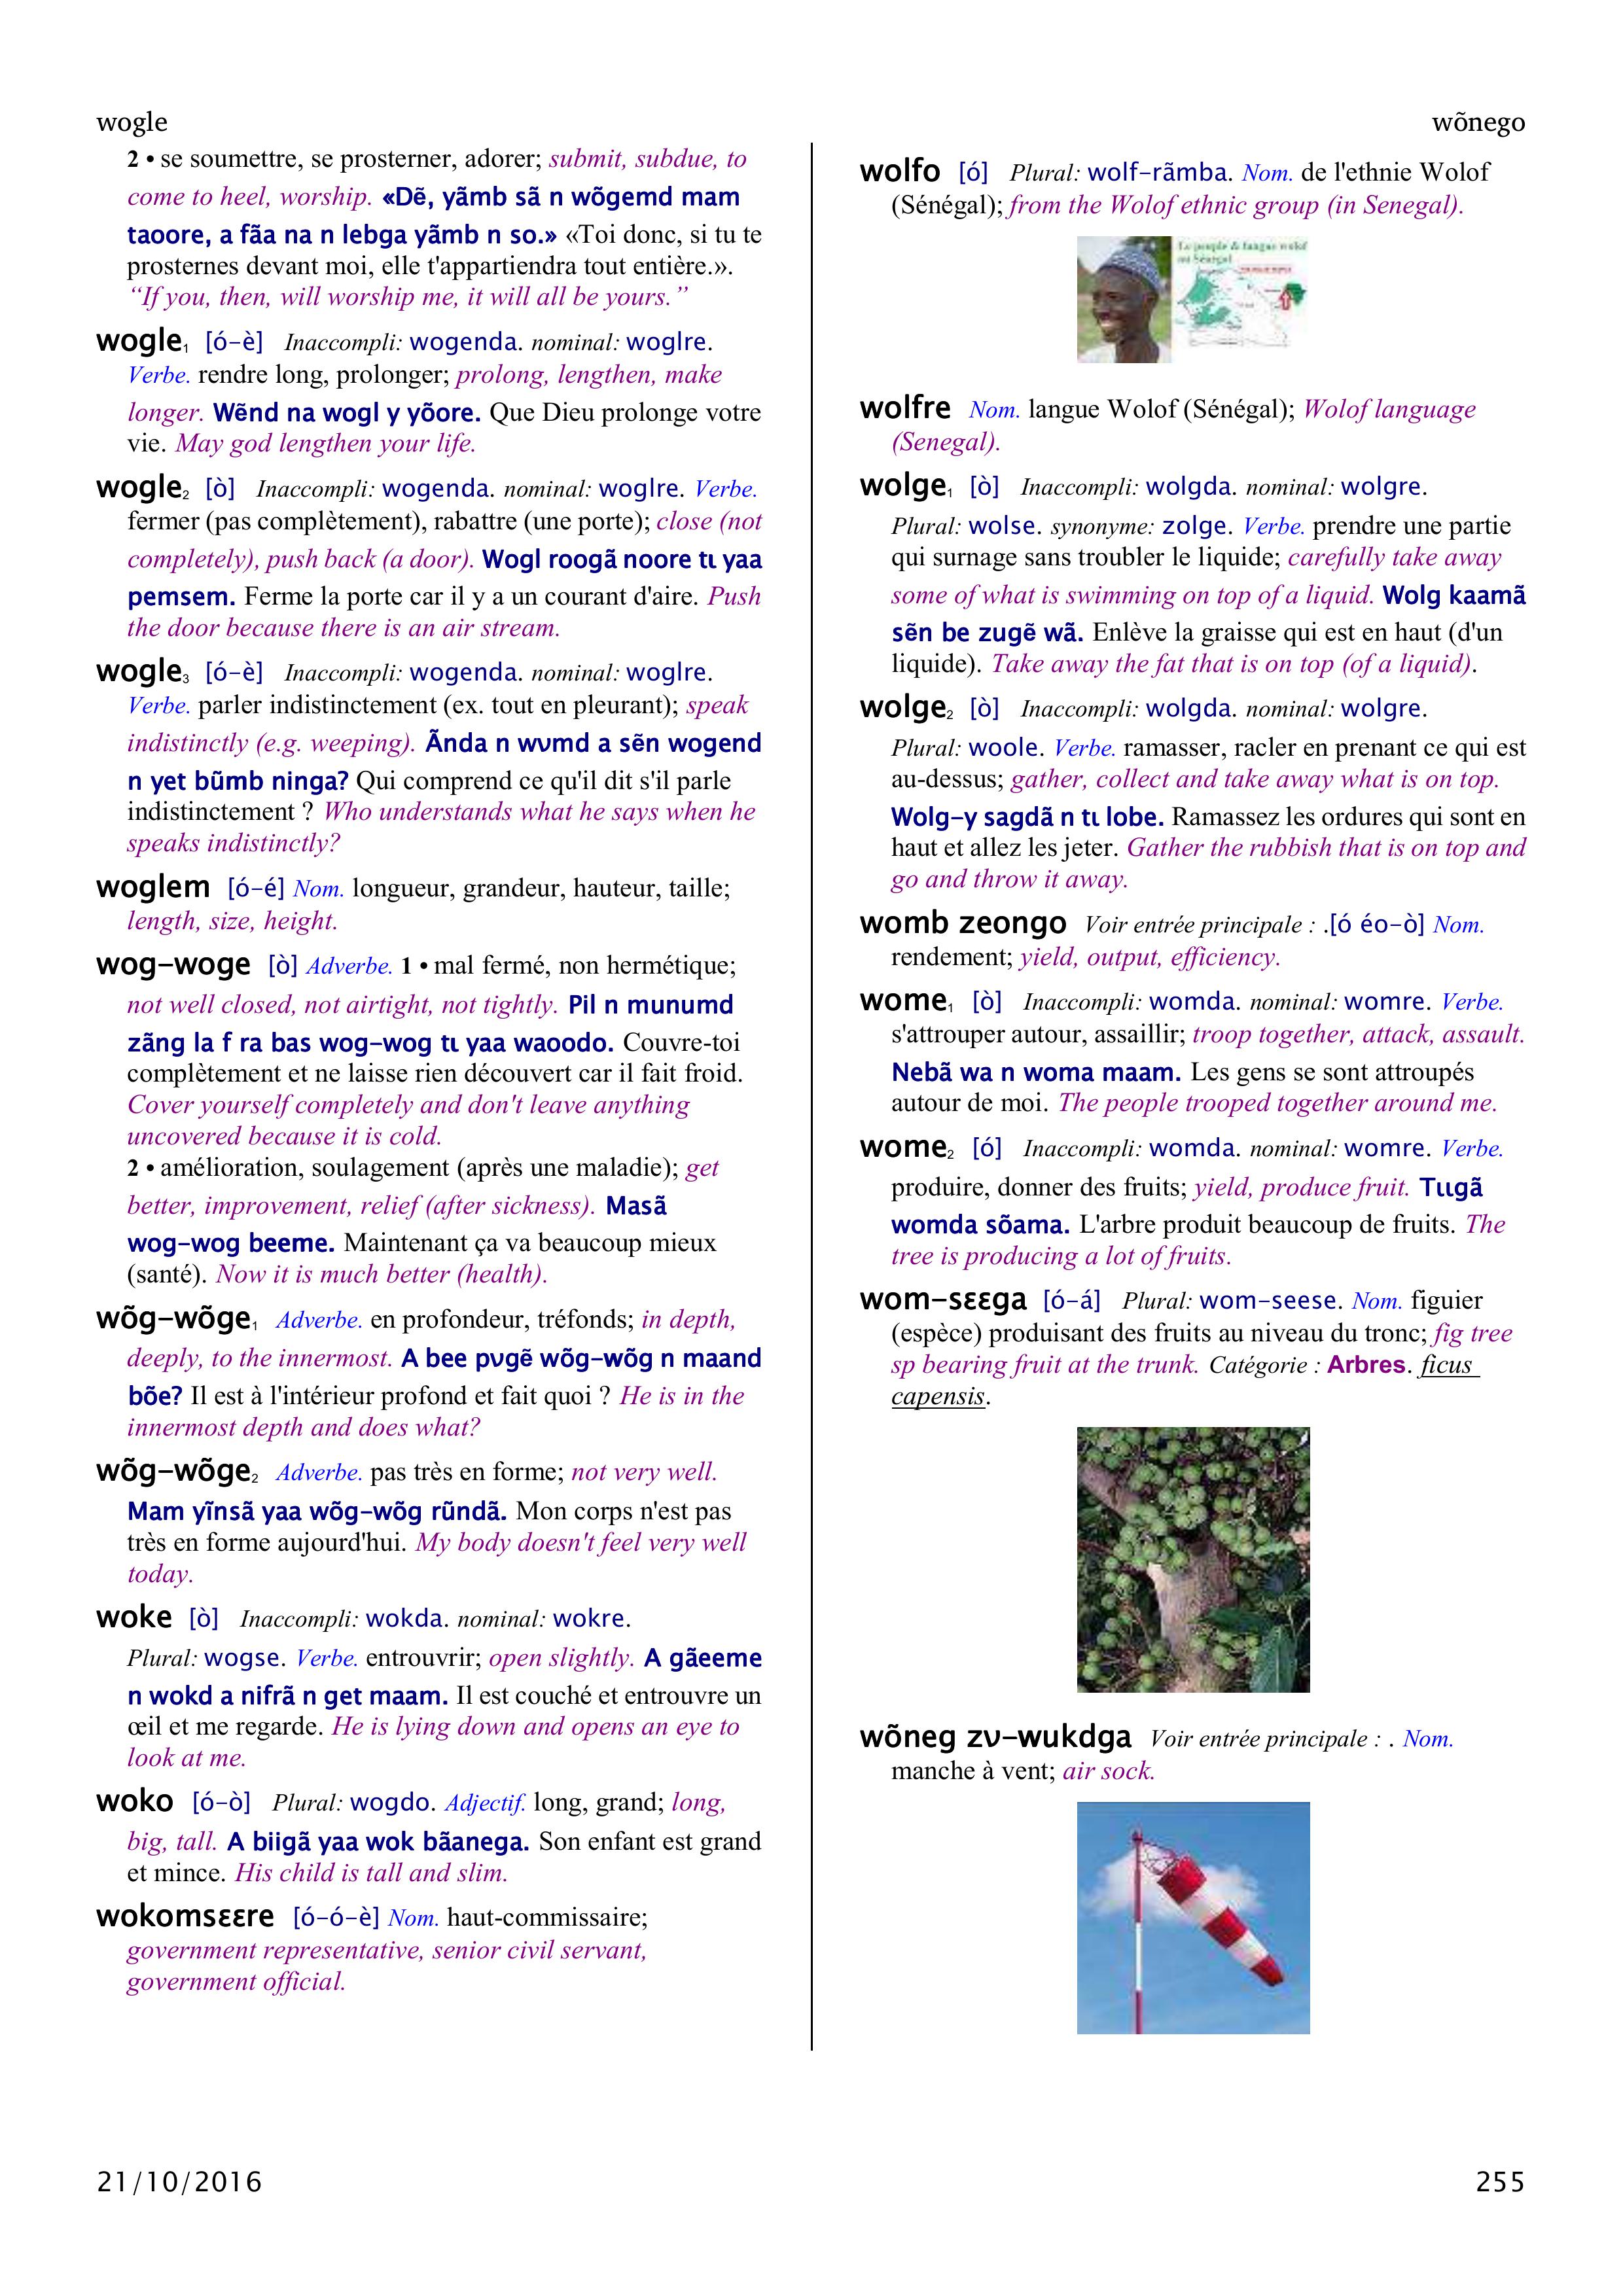 wogle
wõnego
2 • se soumettre, se prosterner, adorer; submit, subdue, to
come to heel, worship. «Dẽ, yãmb sã n wõgemd mam
taoore, a fãa na n lebga yãmb n so.» «Toi donc, si tu te
prosternes devant moi, elle t'appartiendra tout entière.».
“If you, then, will worship me, it will all be yours.”
wogle₁ [ó–è] Inaccompli: wogenda. nominal: woglre.
Verbe. rendre long, prolonger; prolong, lengthen, make
longer. Wẽnd na wogl y yõore. Que Dieu prolonge votre
vie. May god lengthen your life.
wogle₂ [ò] Inaccompli: wogenda. nominal: woglre. Verbe.
fermer (pas complètement), rabattre (une porte); close (not
completely), push back (a door). Wogl roogã noore tɩ yaa
pemsem. Ferme la porte car il y a un courant d'aire. Push
the door because there is an air stream.
wogle₃ [ó–è] Inaccompli: wogenda. nominal: woglre.
Verbe. parler indistinctement (ex. tout en pleurant); speak
indistinctly (e.g. weeping). Ãnda n wʋmd a sẽn wogend
n yet bũmb ninga? Qui comprend ce qu'il dit s'il parle
indistinctement ? Who understands what he says when he
speaks indistinctly?
woglem [ó–é] Nom. longueur, grandeur, hauteur, taille;
length, size, height.
wog–woge [ò] Adverbe. 1 • mal fermé, non hermétique;
not well closed, not airtight, not tightly. Pil n munumd
zãng la f ra bas wog–wog tɩ yaa waoodo. Couvre-toi
complètement et ne laisse rien découvert car il fait froid.
Cover yourself completely and don't leave anything
uncovered because it is cold.
2 • amélioration, soulagement (après une maladie); get
better, improvement, relief (after sickness). Masã
wog–wog beeme. Maintenant ça va beaucoup mieux
(santé). Now it is much better (health).
wõg–wõge₁ Adverbe. en profondeur, tréfonds; in depth,
deeply, to the innermost. A bee pʋgẽ wõg–wõg n maand
bõe? Il est à l'intérieur profond et fait quoi ? He is in the
innermost depth and does what?
wõg–wõge₂ Adverbe. pas très en forme; not very well.
Mam yĩnsã yaa wõg–wõg rũndã. Mon corps n'est pas
très en forme aujourd'hui. My body doesn't feel very well
today.
woke [ò] Inaccompli: wokda. nominal: wokre.
Plural: wogse. Verbe. entrouvrir; open slightly. A gãeeme
n wokd a nifrã n get maam. Il est couché et entrouvre un
œil et me regarde. He is lying down and opens an eye to
look at me.
woko [ó–ò] Plural: wogdo. Adjectif. long, grand; long,
big, tall. A biigã yaa wok bãanega. Son enfant est grand
et mince. His child is tall and slim.
wokomsɛɛre [ó–ó–è] Nom. haut-commissaire;
government representative, senior civil servant,
government official.
wolfo [ó] Plural: wolf–rãmba. Nom. de l'ethnie Wolof
(Sénégal); from the Wolof ethnic group (in Senegal).
Le peuple & langue wolof
au Sénégal
wolfre Nom. langue Wolof (Sénégal); Wolof language
(Senegal).
wolge₁ [ò] Inaccompli: wolgda. nominal: wolgre.
Plural: wolse. synonyme: zolge. Verbe. prendre une partie
qui surnage sans troubler le liquide; carefully take away
some of what is swimming on top of a liquid. Wolg kaamã
sẽn be zugẽ wã. Enlève la graisse qui est en haut (d'un
liquide). Take away the fat that is on top (of a liquid).
wolge₂ [ò] Inaccompli: wolgda. nominal: wolgre.
Plural: woole. Verbe. ramasser, racler en prenant ce qui est
au-dessus; gather, collect and take away what is on top.
Wolg–y sagdã n tɩ lobe. Ramassez les ordures qui sont en
haut et allez les jeter. Gather the rubbish that is on top and
go and throw it away.
womb zeongo Voir entrée principale : .[ó éo–ò] Nom.
rendement; yield, output, efficiency.
wome₁ [ò] Inaccompli: womda. nominal: womre. Verbe.
s'attrouper autour, assaillir; troop together, attack, assault.
Nebã wa n woma maam. Les gens se sont attroupés
autour de moi. The people trooped together around me.
wome₂ [ó] Inaccompli: womda. nominal: womre. Verbe.
produire, donner des fruits; yield, produce fruit. Tɩɩgã
womda sõama. L'arbre produit beaucoup de fruits. The
tree is producing a lot of fruits.
wom–sɛɛga [ó–á] Plural: wom–seese. Nom. figuier
(espèce) produisant des fruits au niveau du tronc; fig tree
sp bearing fruit at the trunk. Catégorie : Arbres. ficus
capensis.
wõneg zʋ–wukdga Voir entrée principale : . Nom.
manche à vent; air sock.
21/10/2016
255